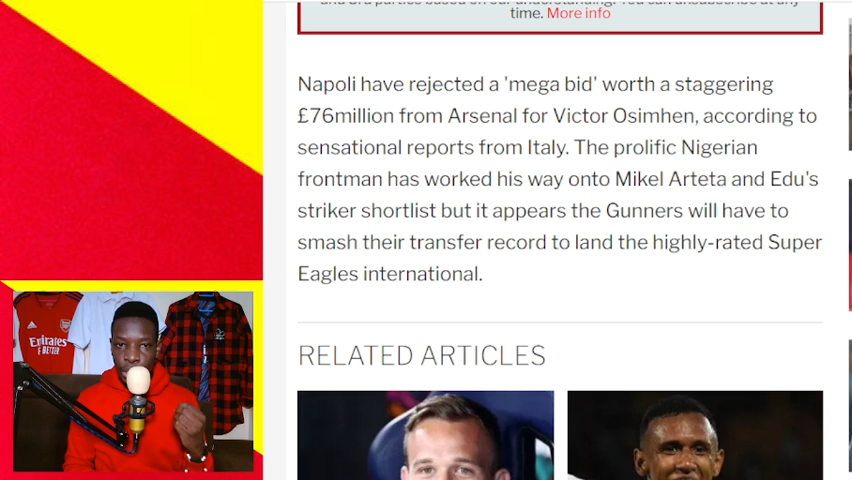 time. More info
Napoli have rejected a 'mega bid' worth a staggering
£76million from Arsenal for Victor Osimhen, according to
sensational reports from Italy. The prolific Nigerian
frontman has worked his way onto Mikel Arteta and Edu's
striker shortlist but it appears the Gunners will have to
smash their transfer record to land the highly-rated Super
Eagles international.
RELATED ARTICLES
Emirates
FLY BETTER